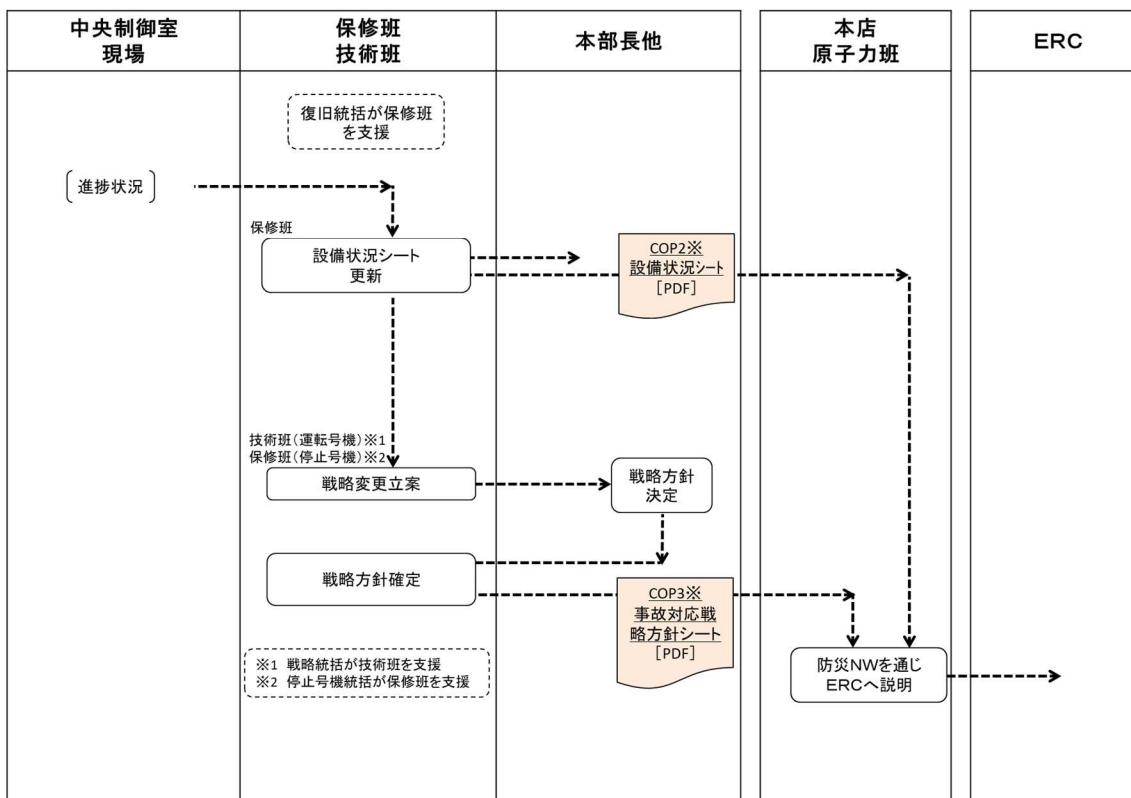 中央制御室
現場
保修班
技術班
本部長他
本店
原子力班
ERC
復旧統括が保修班
を支援
進捗状況
保修班
設備状況シート
更新
COP2※
設備状況シート
[PDF]
技術班(運転号機)※1
保修班(停止号機)※2
戦略変更立案
戦略方針
決定
戦略方針確定
COP3※
事故対応戦
略方針シート
[PDF]
※1 戦略統括が技術班を支援
※2 停止号機統括が保修班を支援
防災NWを通じ
ERCへ説明